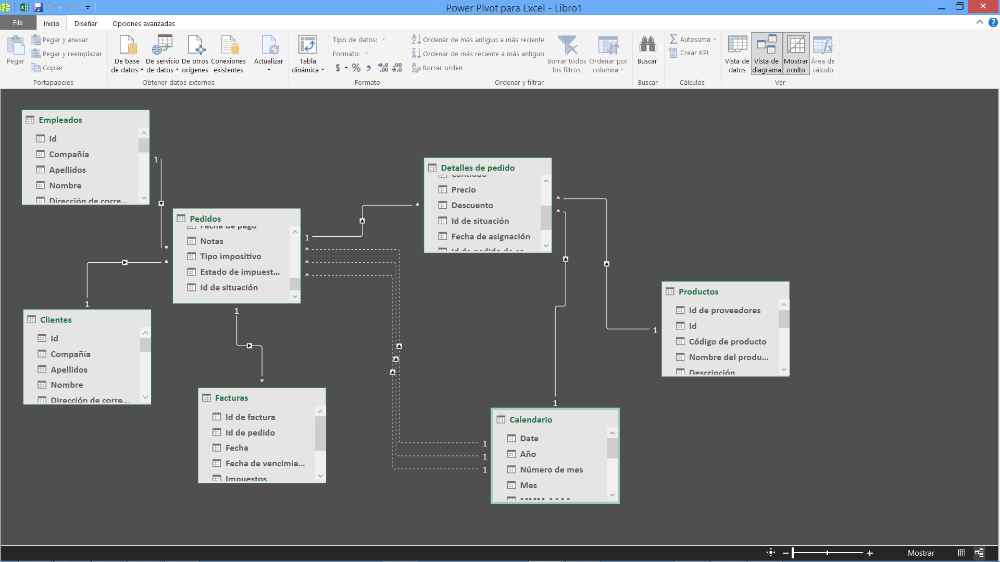 Power Pivot para Excel - Libro1
File
Inicio
Diseñar
Opciones avanzadas
Pegar
Pegar y anexar
Pegar y reemplazar
Copiar
Portapapeles
De base de datos
De servicio de datos
De otros orígenes
Conexiones existentes
Obtener datos externos
Actualizar
Tabla dinámica
Tipo de datos:
Formato:
$ % , .00 .00
Formato
Ordenar de más antiguo a más reciente
Ordenar de más reciente a más antiguo
Borrar orden
Borrar todos los filtros
Ordenar por columna
Ordenar y filtrar
Buscar
Buscar
Autosuma
Crear KPI
Cálculos
Vista de datos
Vista de diagrama
Mostrar oculto
Área de cálculo
Ver
Empleados
Id
Compañía
Apellidos
Nombre
Dirección de corre...
1
*
*
1
Pedidos
Fecha de pago
Notas
Tipo impositivo
Estado de impuest...
Id de situación
1
*
*
*
1
*
Detalles de pedido
Cantidad
Precio
Descuento
Id de situación
Fecha de asignación
*
*
*
Clientes
Id
Compañía
Apellidos
Nombre
Dirección de corre...
Facturas
Id de factura
Id de pedido
Fecha
Fecha de vencimie...
Impuestos
Productos
Id de proveedores
Id
Código de producto
Nombre del produ...
Descripción
1
1
1
1
1
Calendario
Date
Año
Número de mes
Mes
MMM-AAAA
Mostrar